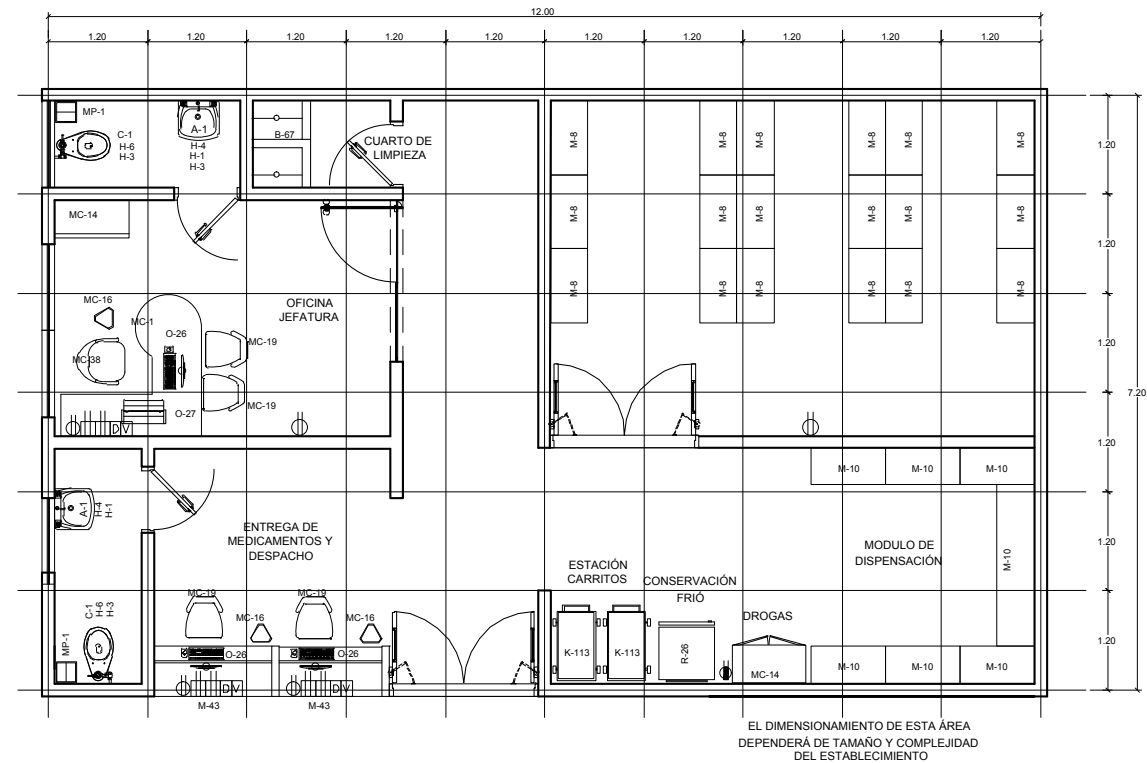 12.00
1.20 1.20 1.20 1.20 1.20 1.20 1.20 1.20 1.20 1.20
MP-1
C-1
H-6
H-3
A-1
H-4
H-1
H-3
B-67
CUARTO DE
LIMPIEZA
M-8 M-8 M-8 M-8 M-8 M-8
M-8 M-8 M-8 M-8 M-8 M-8
M-8 M-8 M-8 M-8 M-8 M-8
1.20
1.20
1.20
1.20
1.20
1.20
7.20
MC-14
OFICINA
JEFATURA
MC-16
MC-1
O-26
MC-38
MC-19
MC-19
O-27
D V
A-1
H-4
H-1
ENTREGA DE
MEDICAMENTOS Y
DESPACHO
C-1
H-6
H-3
MP-1
MC-19
MC-16
MC-19
MC-16
O-26
O-26
D V
D V
M-43
M-43
ESTACIÓN
CARRITOS
K-113 K-113
CONSERVACIÓN
FRIÓ
R-26
DROGAS
MC-14
M-10 M-10 M-10
MODULO DE
DISPENSACIÓN
M-10
M-10 M-10 M-10
EL DIMENSIONAMIENTO DE ESTA ÁREA
DEPENDERÁ DE TAMAÑO Y COMPLEJIDAD
DEL ESTABLECIMIENTO